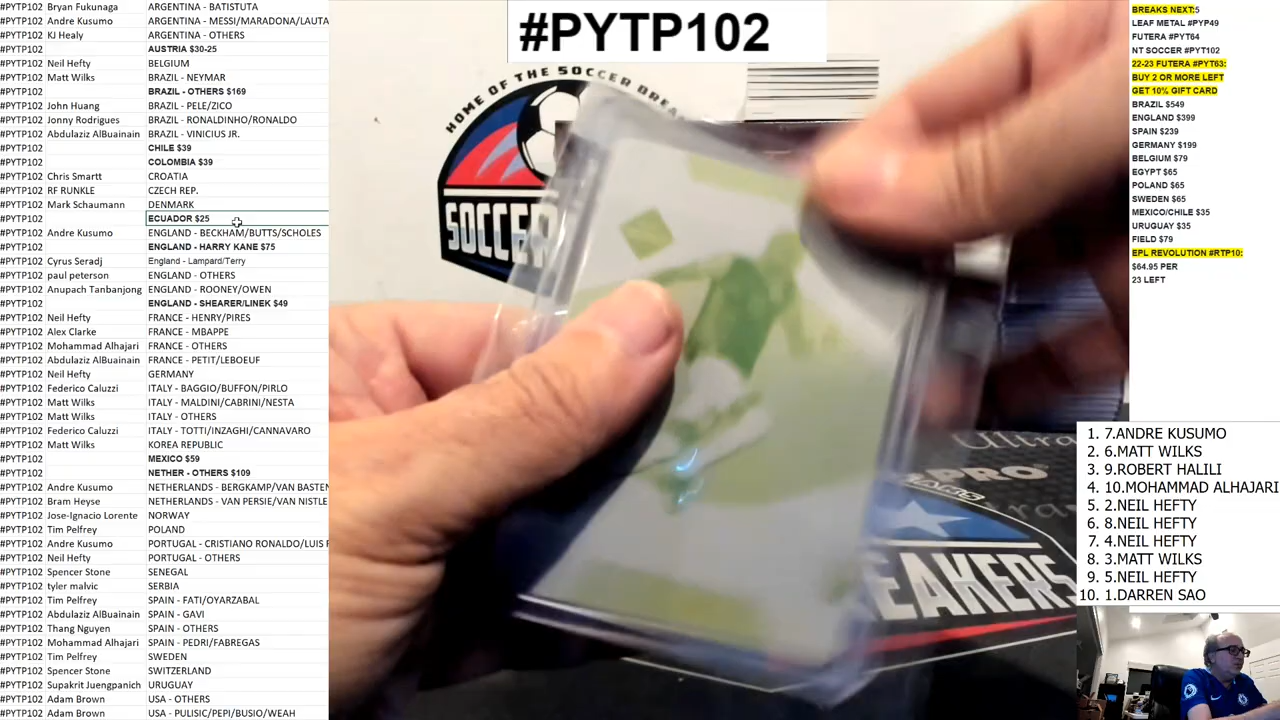 #PYTP102 Bryan Fukunaga ARGENTINA - BATISTUTA
#PYTP102 Andre Kusumo ARGENTINA - MESSI/MARADONA/LAUTA
#PYTP102 KJ Healy ARGENTINA - OTHERS
#PYTP102 AUSTRIA $30-25
#PYTP102 Neil Hefty BELGIUM
#PYTP102 Matt Wilks BRAZIL - NEYMAR
#PYTP102 BRAZIL - OTHERS $169
#PYTP102 John Huang BRAZIL - PELE/ZICO
#PYTP102 Jonny Rodrigues BRAZIL - RONALDINHO/RONALDO
#PYTP102 Abdulaziz AlBuainain BRAZIL - VINICIUS JR.
#PYTP102 CHILE $39
#PYTP102 COLOMBIA $39
#PYTP102 Chris Smartt CROATIA
#PYTP102 RF RUNKLE CZECH REP.
#PYTP102 Mark Schaumann DENMARK
#PYTP102 ECUADOR $25
#PYTP102 Andre Kusumo ENGLAND - BECKHAM/BUTTS/SCHOLES
#PYTP102 ENGLAND - HARRY KANE $75
#PYTP102 Cyrus Seradj England - Lampard/Terry
#PYTP102 paul peterson ENGLAND - OTHERS
#PYTP102 Anupach Tanbanjong ENGLAND - ROONEY/OWEN
#PYTP102 ENGLAND - SHEARER/LINEK $49
#PYTP102 Neil Hefty FRANCE - HENRY/PIRES
#PYTP102 Alex Clarke FRANCE - MBAPPE
#PYTP102 Mohammad Alhajari FRANCE - OTHERS
#PYTP102 Abdulaziz AlBuainain FRANCE - PETIT/LEBOEUF
#PYTP102 Neil Hefty GERMANY
#PYTP102 Federico Caluzzi ITALY - BAGGIO/BUFFON/PIRLO
#PYTP102 Matt Wilks ITALY - MALDINI/CABRINI/NESTA
#PYTP102 Matt Wilks ITALY - OTHERS
#PYTP102 Federico Caluzzi ITALY - TOTTI/INZAGHI/CANNAVARO
#PYTP102 Matt Wilks KOREA REPUBLIC
#PYTP102 MEXICO $59
#PYTP102 NETHER - OTHERS $109
#PYTP102 Andre Kusumo NETHERLANDS - BERGKAMP/VAN BASTEN
#PYTP102 Bram Heyse NETHERLANDS - VAN PERSIE/VAN NISTLE
#PYTP102 Jose-Ignacio Lorente NORWAY
#PYTP102 Tim Pelfrey POLAND
#PYTP102 Andre Kusumo PORTUGAL - CRISTIANO RONALDO/LUIS F
#PYTP102 Neil Hefty PORTUGAL - OTHERS
#PYTP102 Spencer Stone SENEGAL
#PYTP102 tyler malvic SERBIA
#PYTP102 Tim Pelfrey SPAIN - FATI/OYARZABAL
#PYTP102 Abdulaziz AlBuainain SPAIN - GAVI
#PYTP102 Thang Nguyen SPAIN - OTHERS
#PYTP102 Mohammad Alhajari SPAIN - PEDRI/FABREGAS
#PYTP102 Tim Pelfrey SWEDEN
#PYTP102 Spencer Stone SWITZERLAND
#PYTP102 Supakrit Juengpanich URUGUAY
#PYTP102 Adam Brown USA - OTHERS
#PYTP102 Adam Brown USA - PULISIC/PEPI/BUSIO/WEAH
#PYTP102
HOME OF THE SOCCER
SOCCER
PRO
EAKERS
BREAKS NEXT:5
LEAF METAL #PYP49
FUTERA #PYT64
NT SOCCER #PYT102
22-23 FUTERA #PYT63:
BUY 2 OR MORE LEFT
GET 10% GIFT CARD
BRAZIL $549
ENGLAND $399
SPAIN $239
GERMANY $199
BELGIUM $79
EGYPT $65
POLAND $65
SWEDEN $65
MEXICO/CHILE $35
URUGUAY $35
FIELD $79
EPL REVOLUTION #RTP10:
$64.95 PER
23 LEFT
1. 7.ANDRE KUSUMO
2. 6.MATT WILKS
3. 9.ROBERT HALILI
4. 10.MOHAMMAD ALHAJARI
5. 2.NEIL HEFTY
6. 8.NEIL HEFTY
7. 4.NEIL HEFTY
8. 3.MATT WILKS
9. 5.NEIL HEFTY
10. 1.DARREN SAO